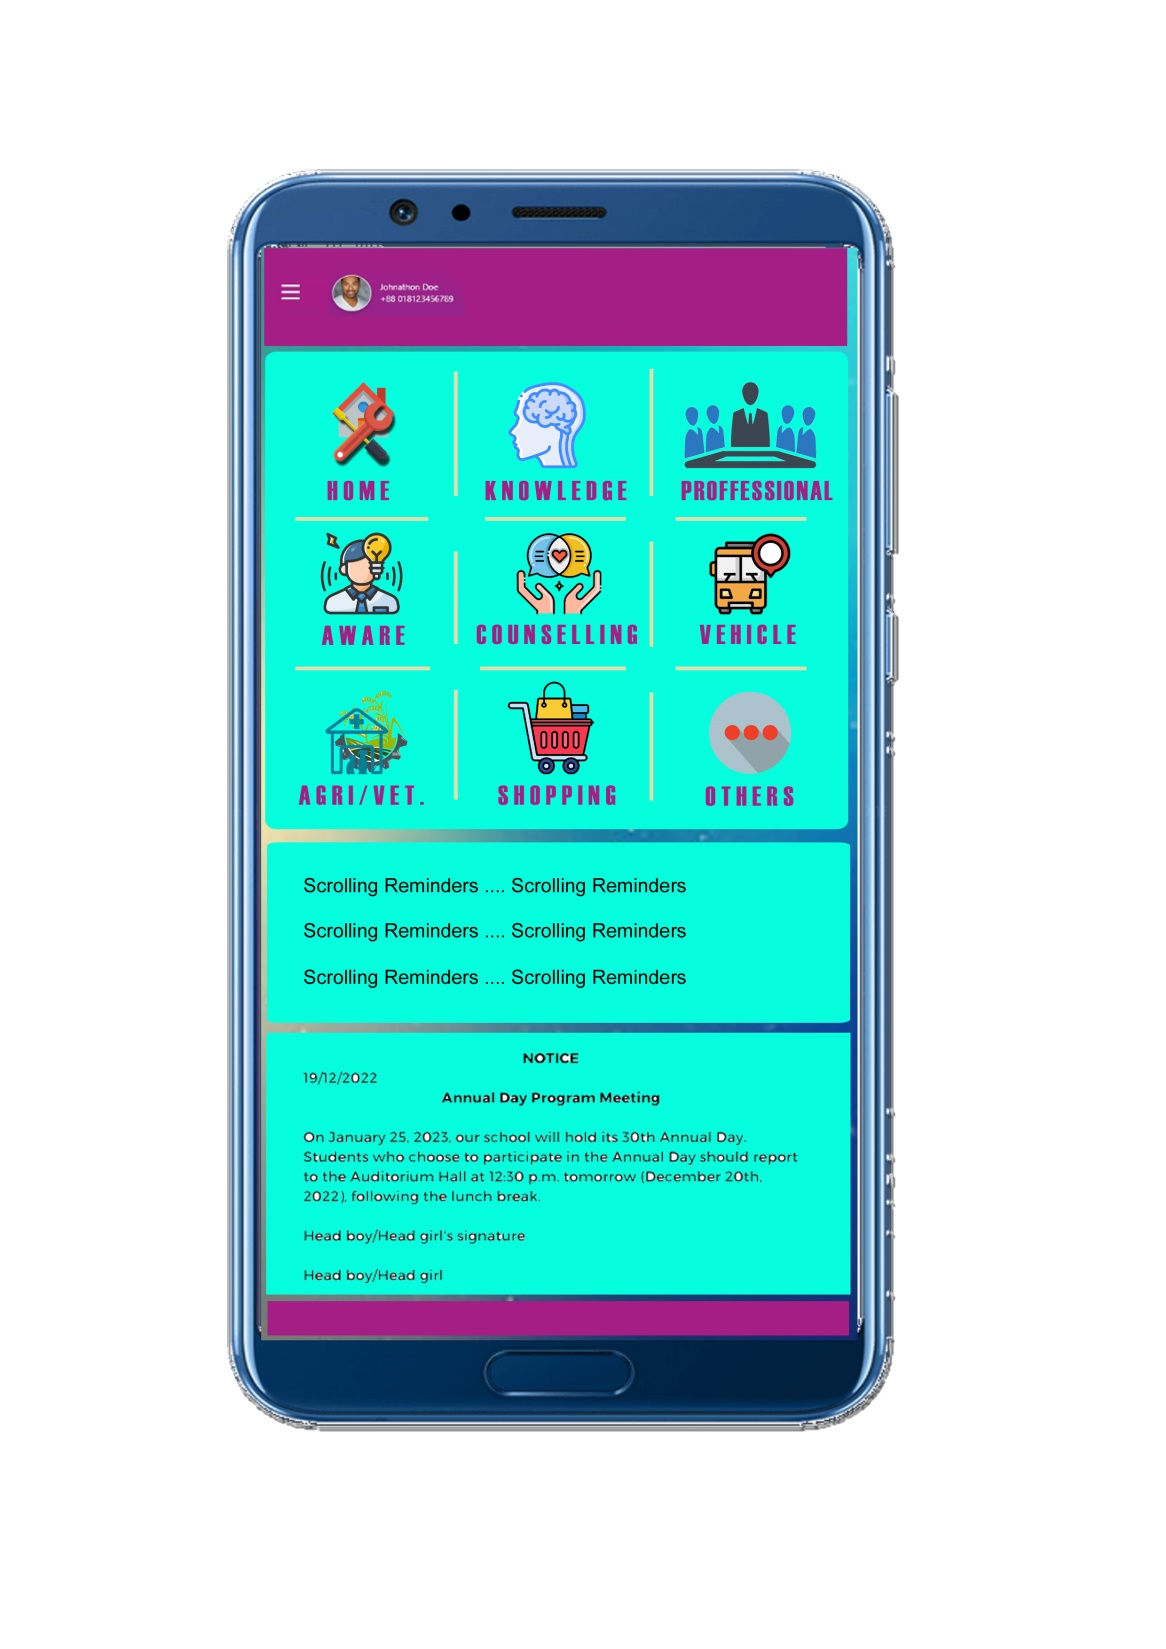 Johnathon Doe
+88 018123456789
HOME
KNOWLEDGE
PROFFESSIONAL
AWARE
COUNSELLING
VEHICLE
AGRI/VET.
SHOPPING
OTHERS
Scrolling Reminders .... Scrolling Reminders
Scrolling Reminders .... Scrolling Reminders
Scrolling Reminders .... Scrolling Reminders
NOTICE
19/12/2022
Annual Day Program Meeting
On January 25, 2023, our school will hold its 30th Annual Day.
Students who choose to participate in the Annual Day should report
to the Auditorium Hall at 12:30 p.m. tomorrow (December 20th,
2022), following the lunch break.
Head boy/Head girl's signature
Head boy/Head girl